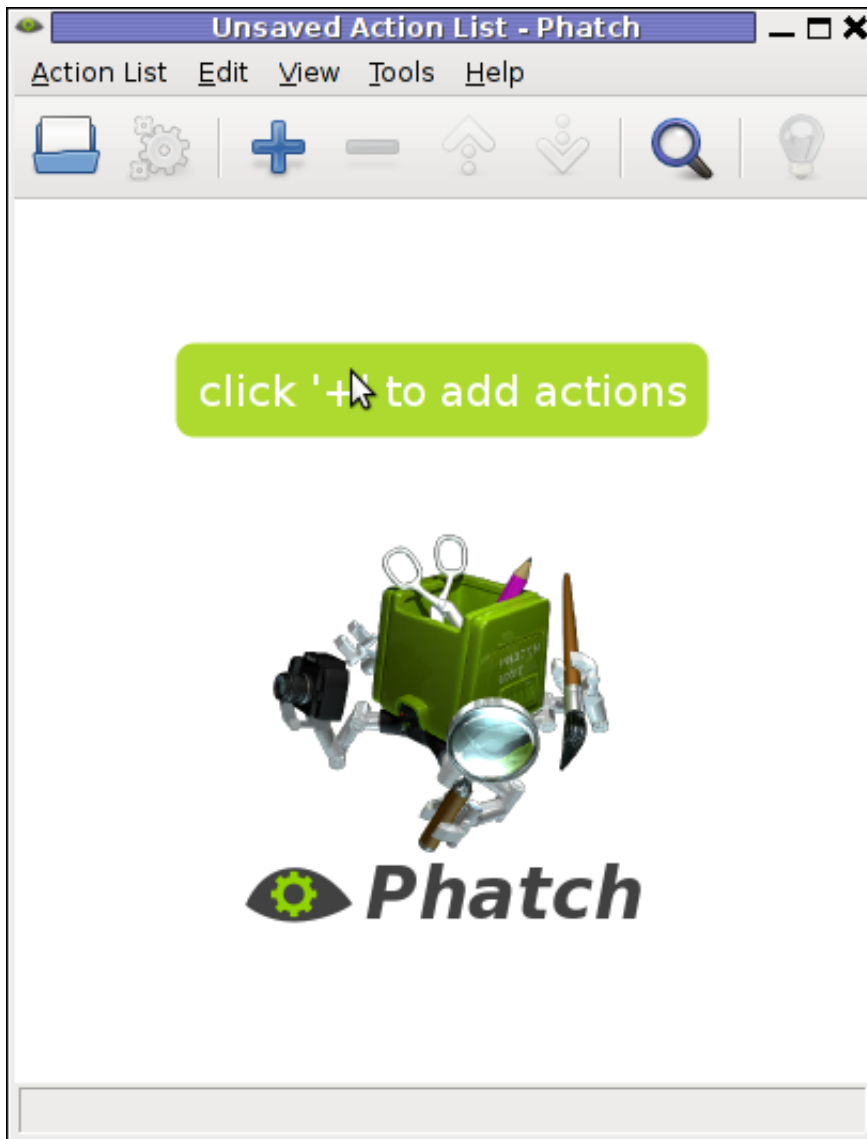 Unsaved Action List - Phatch
Action List Edit View Tools Help
click '+' to add actions
Phatch